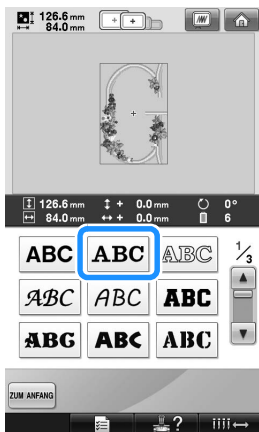 126.6 mm
84.0 mm
126.6 mm + 0.0 mm 0°
84.0 mm + 0.0 mm 6
ABC ABC ABC 1/3
ABC ABC ABC
ABC ABC ABC
ZUM ANFANG
?